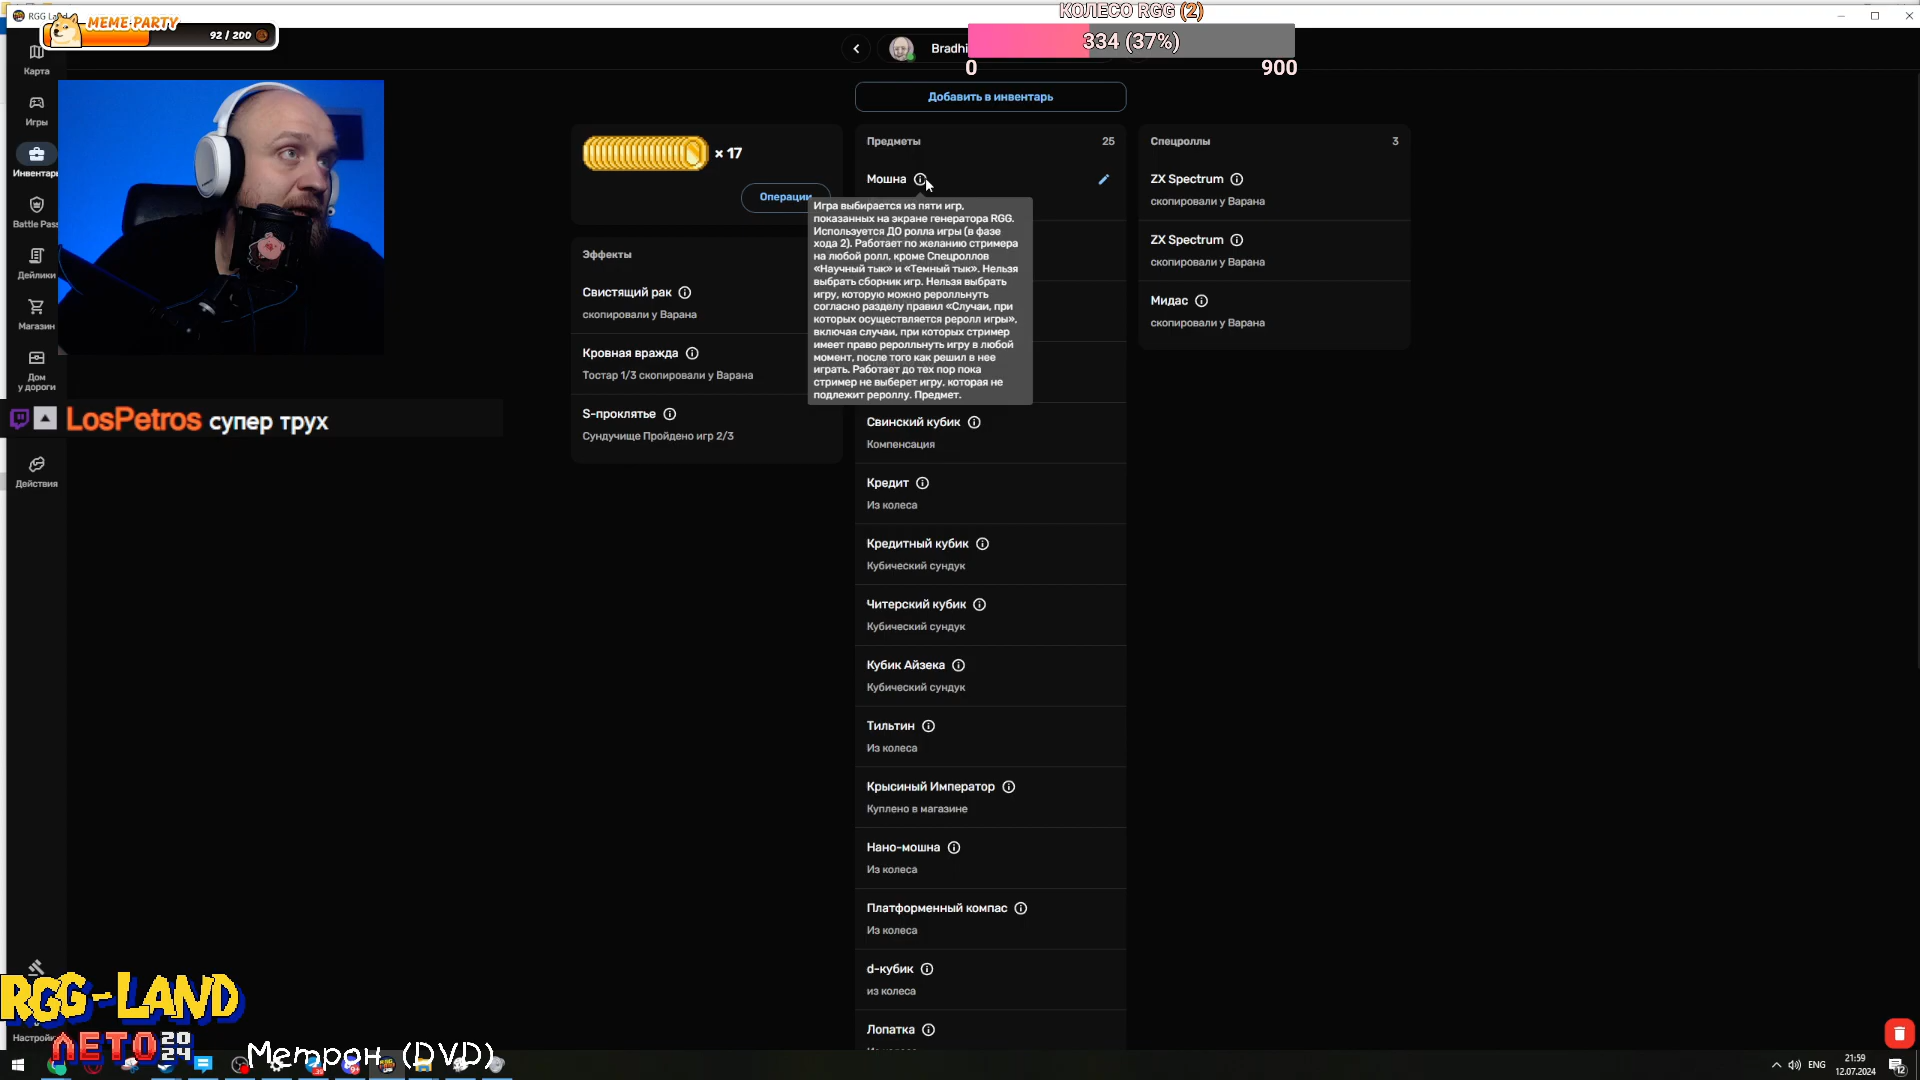 RGG Land
MEME PARTY
92 / 200
КОЛЕСО RGG (2)
334 (37%)
0
900
Bradhi
Карта
Игры
Инвентарь
Battle Pass
Дейлики
Магазин
Дом
у дороги
Действия
Добавить в инвентарь
× 17
Операции
Эффекты
Свистящий рак
скопировали у Варана
Кровная вражда
Тостар 1/3 скопировали у Варана
S-проклятье
Сундучище Пройдено игр 2/3
Предметы
25
Мошна
Игра выбирается из пяти игр,
показанных на экране генератора RGG.
Используется ДО ролла игры (в фазе
хода 2). Работает по желанию стримера
на любой ролл, кроме Спецроллов
«Научный тык» и «Темный тык». Нельзя
выбрать сборник игр. Нельзя выбрать
игру, которую можно рероллънуть
согласно разделу правил «Случаи, при
которых осуществляется реролл игры»,
включая случаи, при которых стример
имеет право рероллънуть игру в любой
момент, после того как решил в нее
играть. Работает до тех пор пока
стример не выберет игру, которая не
подлежит рероллу. Предмет.
Свинский кубик
Компенсация
Кредит
Из колеса
Кредитный кубик
Кубический сундук
Читерский кубик
Кубический сундук
Кубик Айзека
Кубический сундук
Тильтин
Из колеса
Крысиный Император
Куплено в магазине
Нано-мошна
Из колеса
Платформенный компас
Из колеса
d-кубик
из колеса
Лопатка
Спецроллы
3
ZX Spectrum
скопировали у Варана
ZX Spectrum
скопировали у Варана
Мидас
скопировали у Варана
LosPetros супер трух
RGG-LAND
ЛЕТО 2024
Настройки
Метрон (DVD)
ENG
21:59
12.07.2024
12